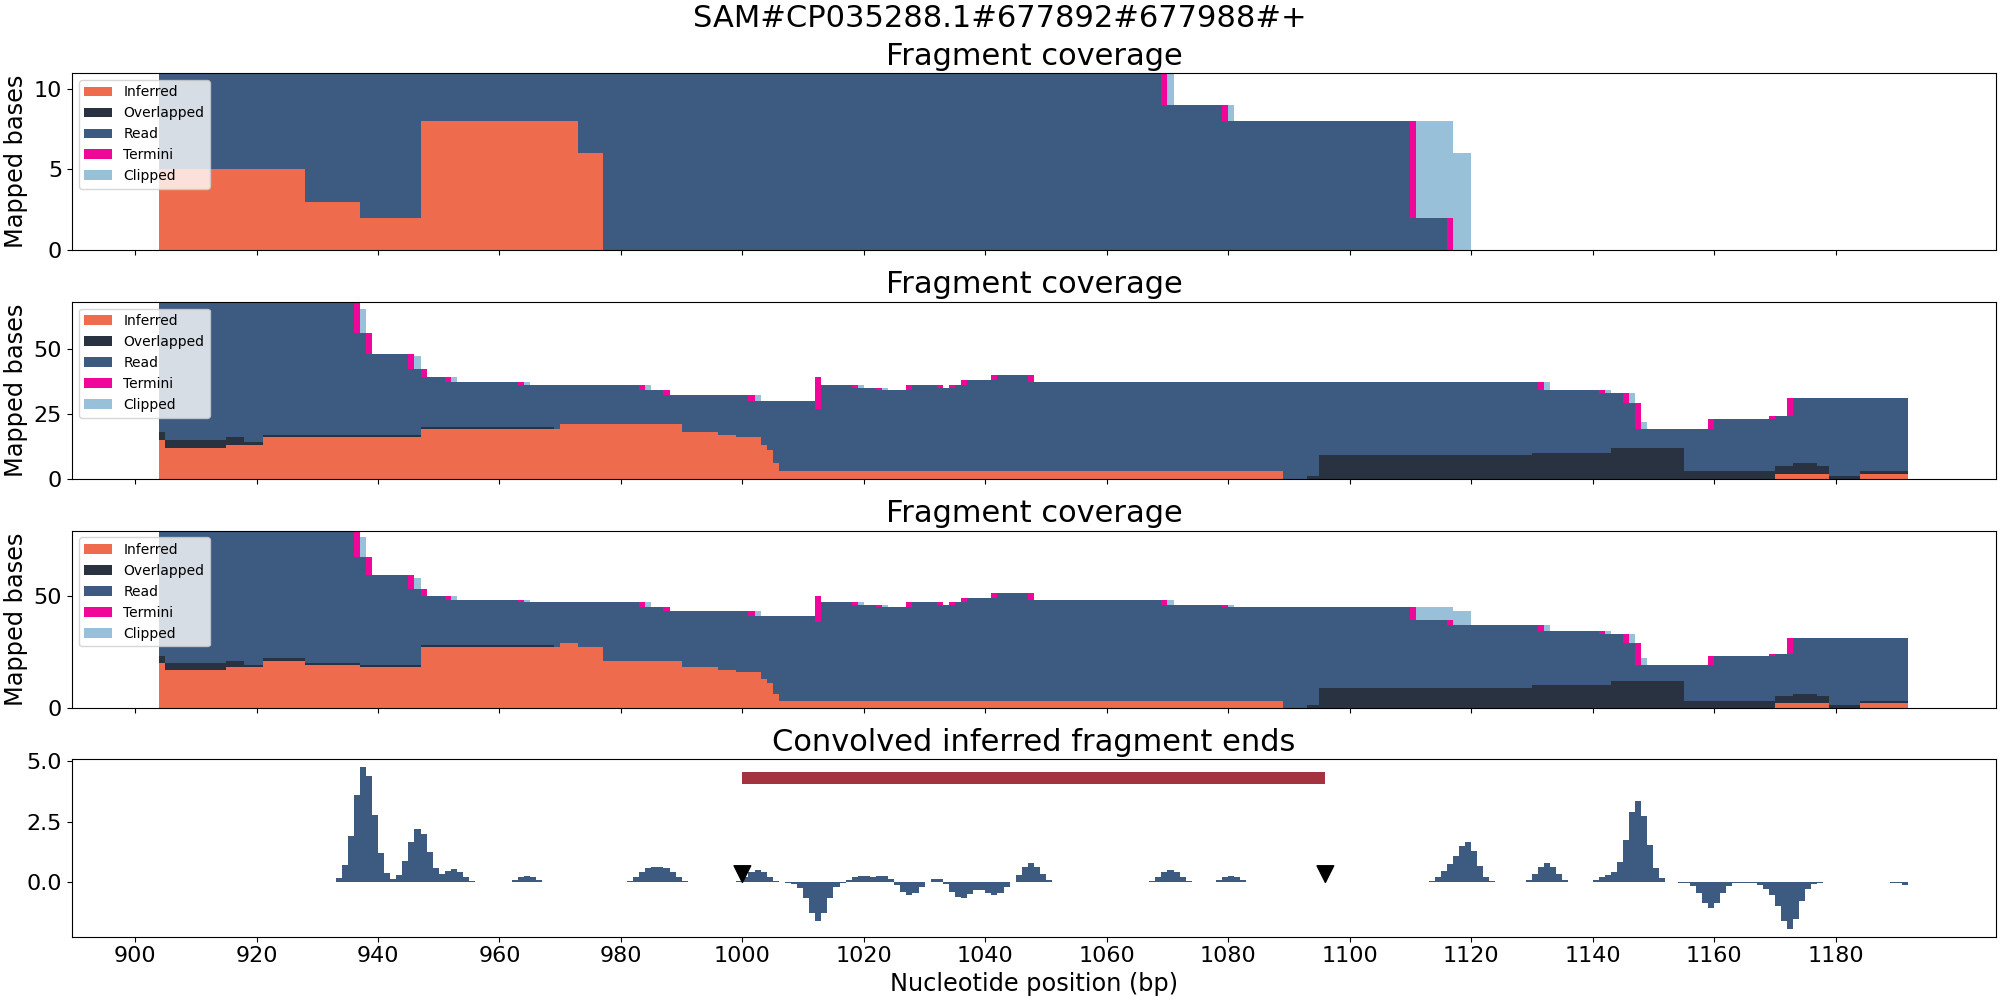 SAM#CP035288.1#677892#677988#+
Fragment coverage
Mapped bases
10
5
0
Inferred
Overlapped
Read
Termini
Clipped
Fragment coverage
Mapped bases
50
25
0
Inferred
Overlapped
Read
Termini
Clipped
Fragment coverage
Mapped bases
50
0
Inferred
Overlapped
Read
Termini
Clipped
Convolved inferred fragment ends
5.0
2.5
0.0
900 920 940 960 980 1000 1020 1040 1060 1080 1100 1120 1140 1160 1180
Nucleotide position (bp)